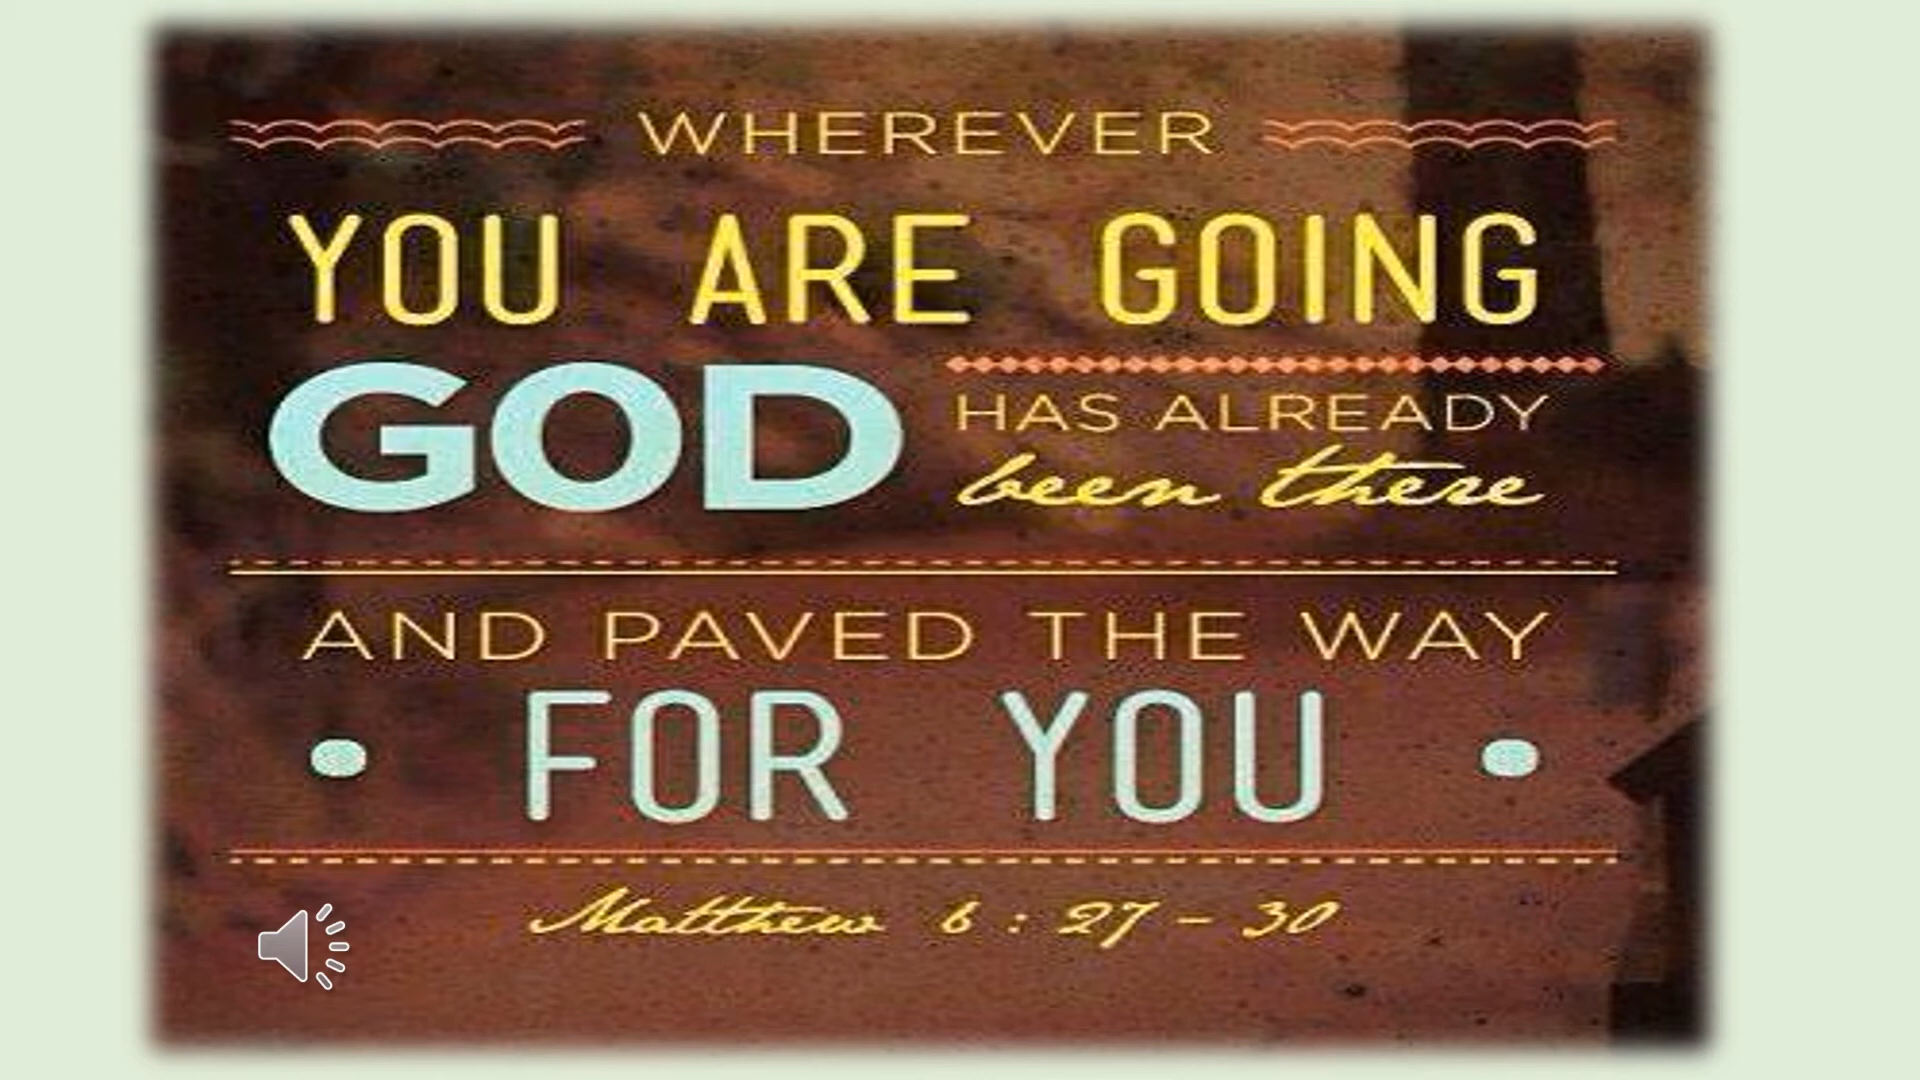 WHEREVER
YOU ARE GOING
GOD HAS ALREADY
been there
AND PAVED THE WAY
• FOR YOU •
Matthew 6 : 27 - 30